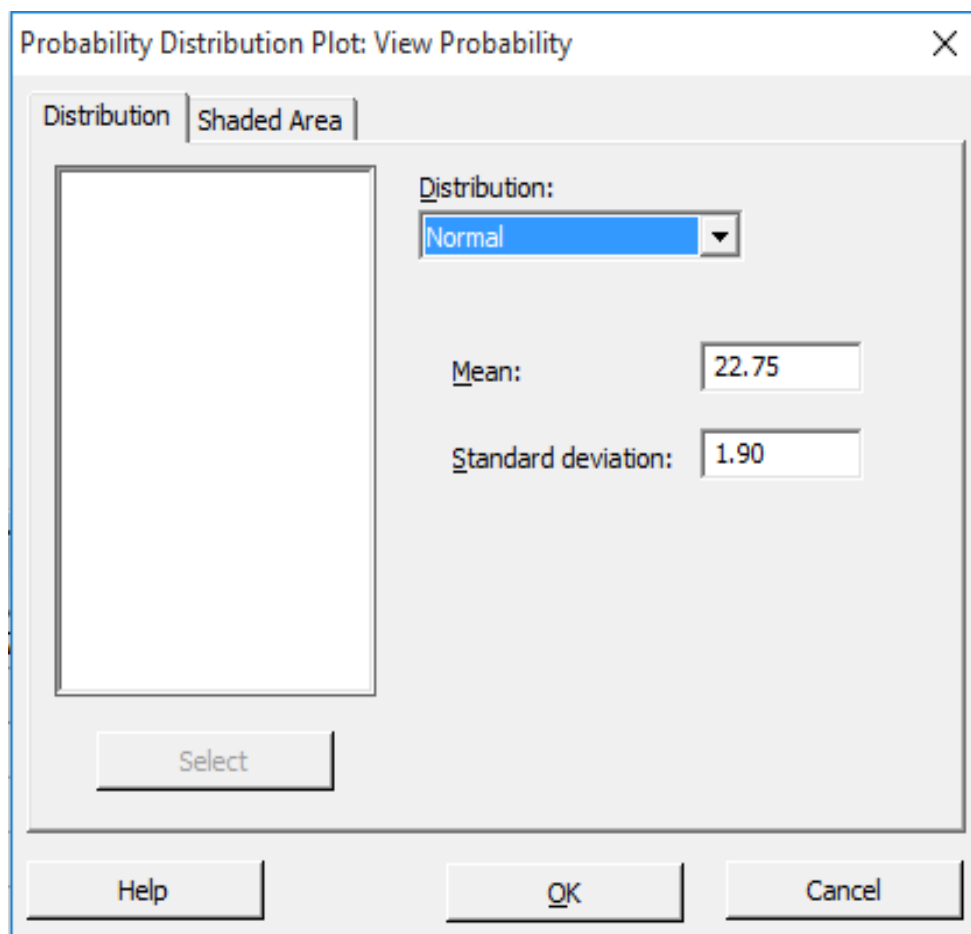 Probability Distribution Plot: View Probability
Distribution
Shaded Area
Distribution:
Normal
Mean:
22.75
Standard deviation:
1.90
Select
Help
OK
Cancel